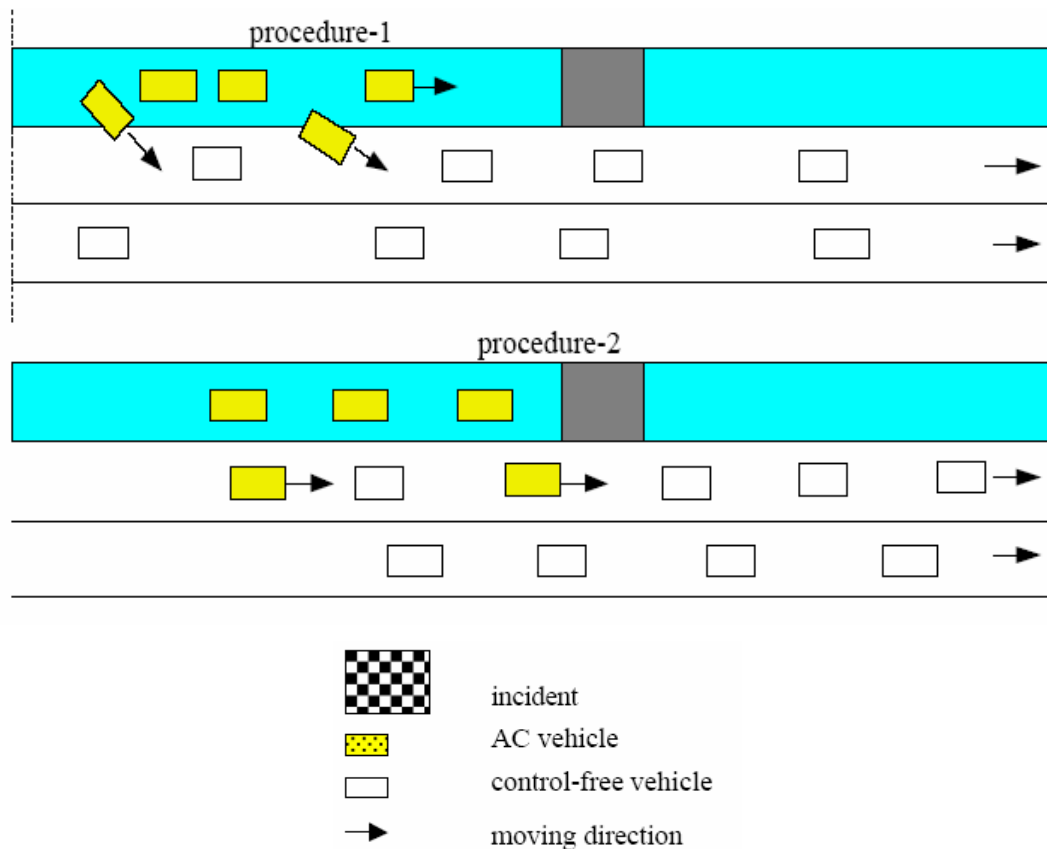 procedure-1
procedure-2
incident
AC vehicle
control-free vehicle
moving direction